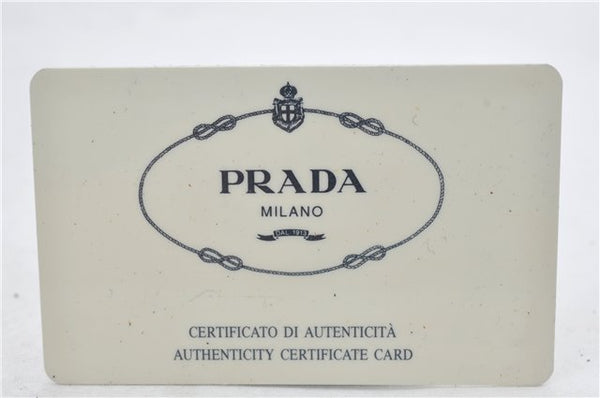 PRADA
MILANO
DAL 1913
CERTIFICATO DI AUTENTICITÀ
AUTHENTICITY CERTIFICATE CARD